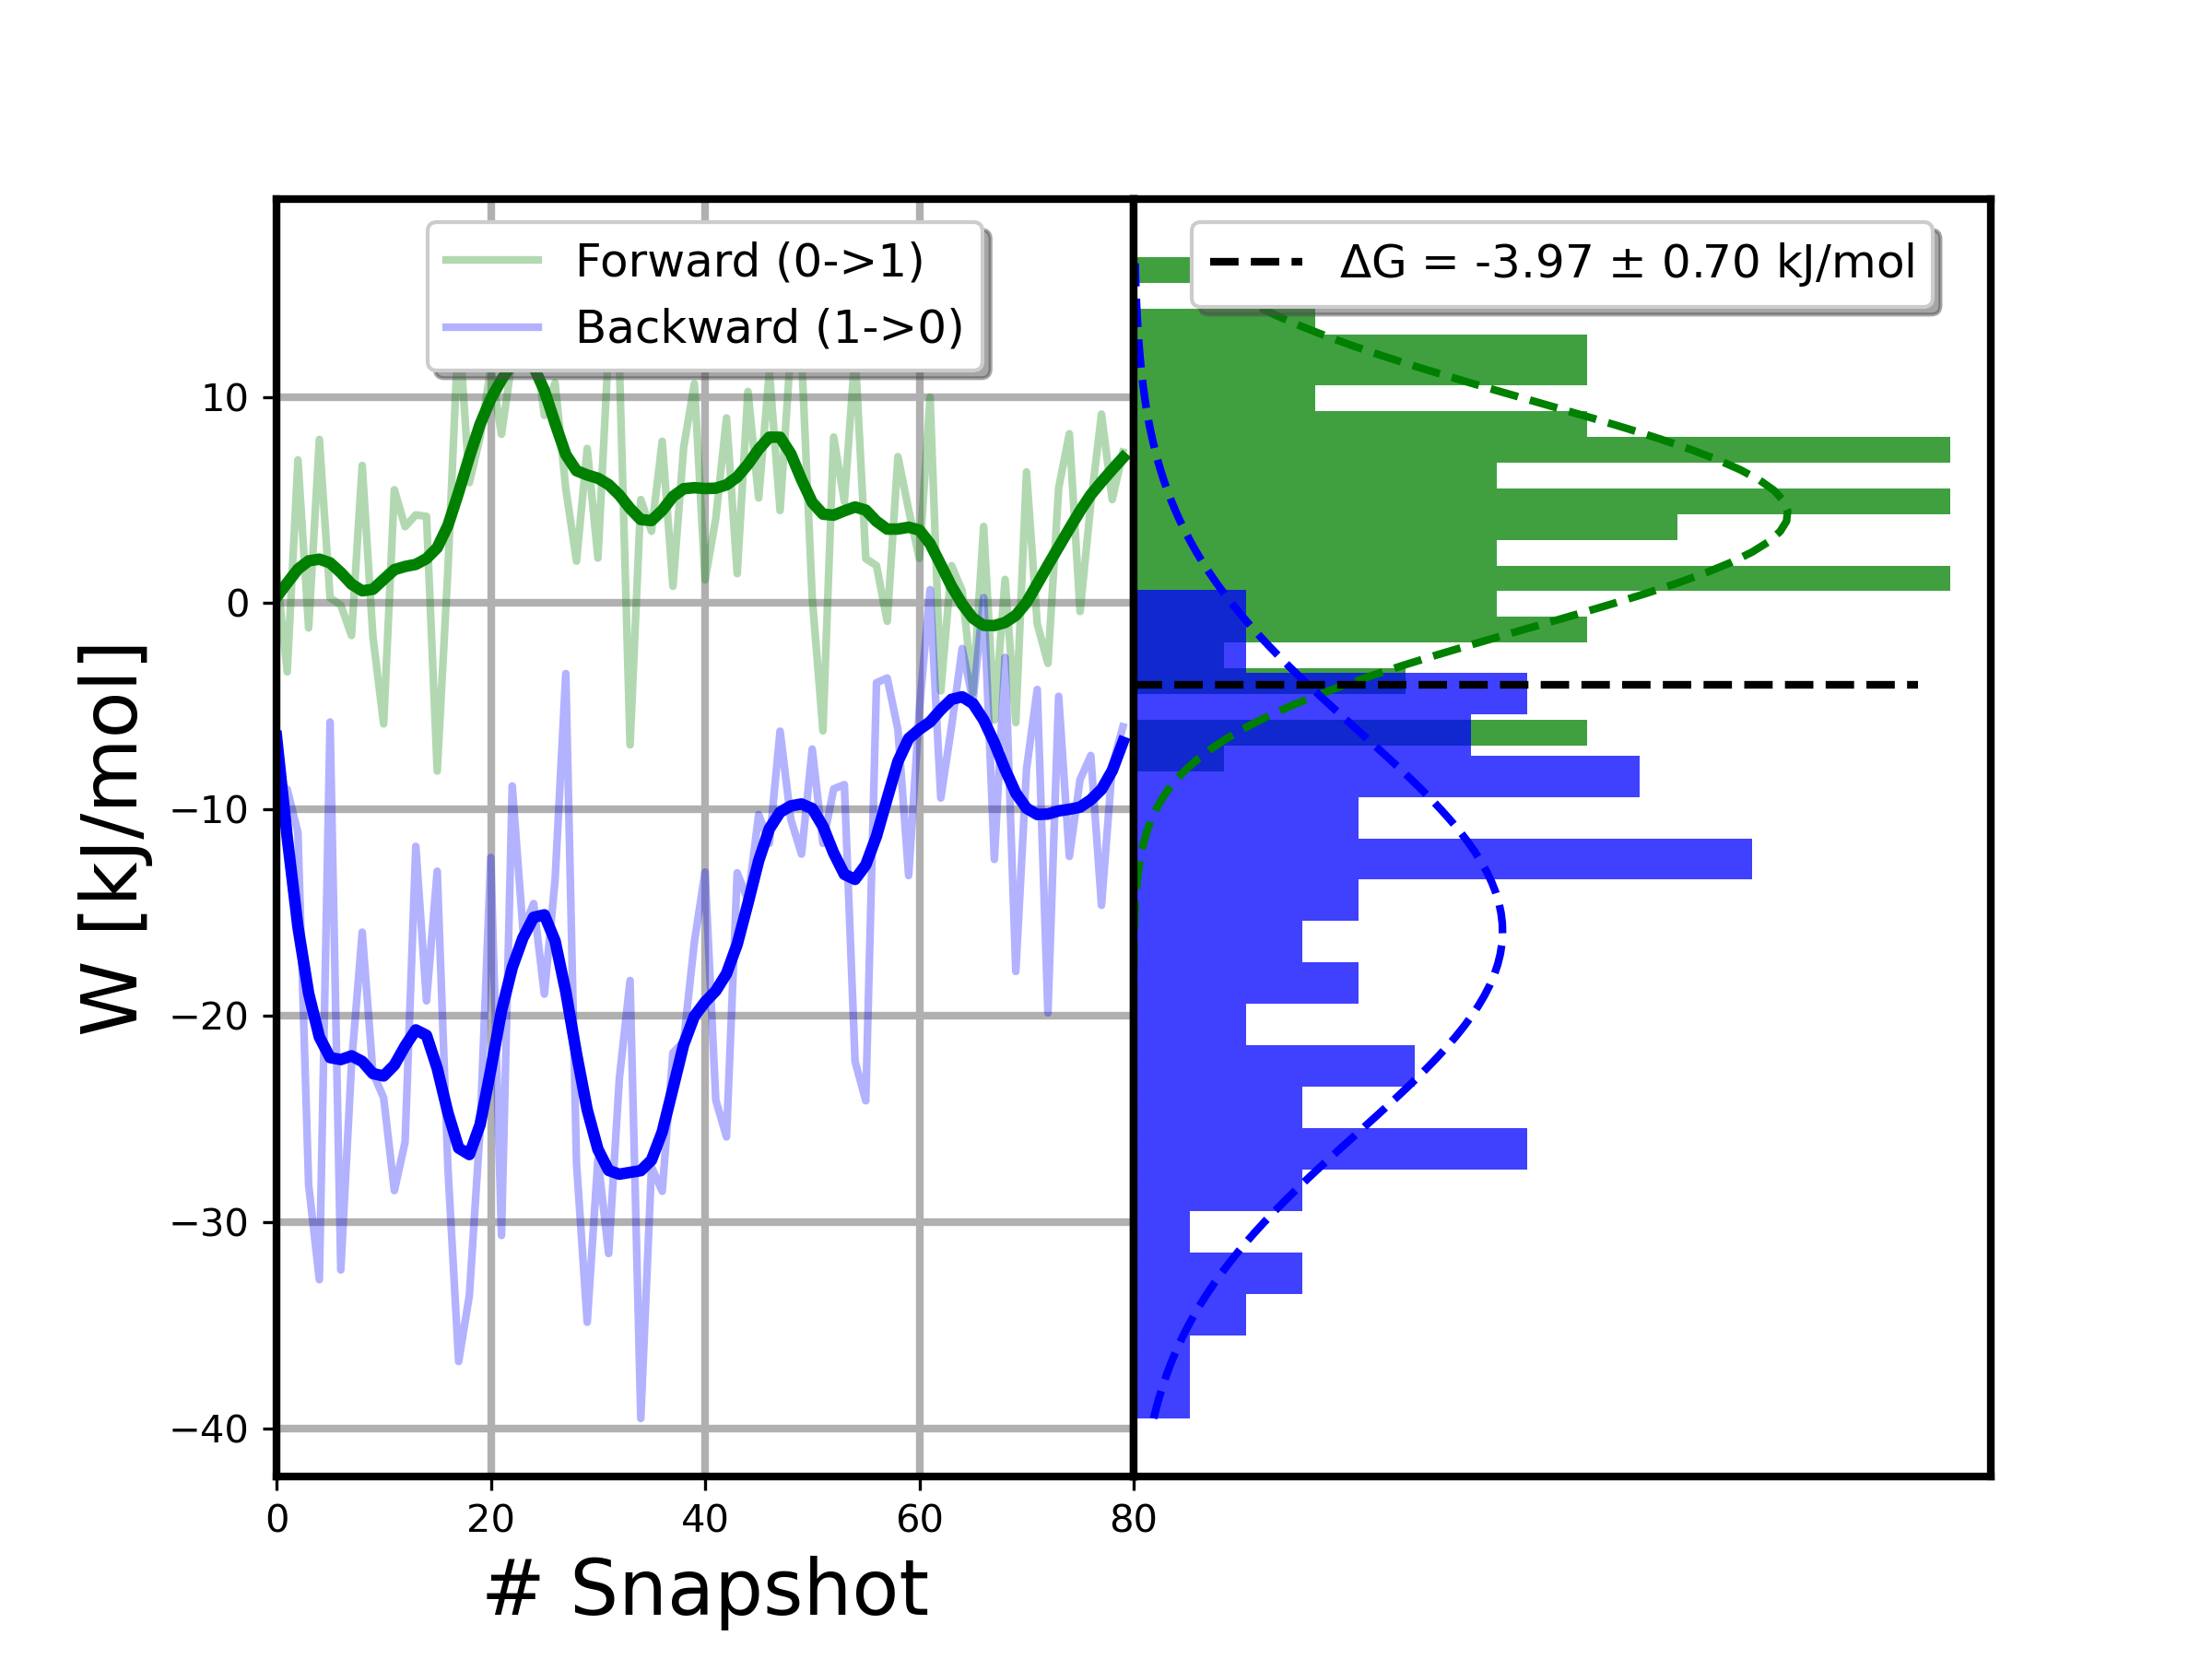 Forward (0->1)
Backward (1->0)
ΔG = -3.97 ± 0.70 kJ/mol
W [kJ/mol]
10
0
−10
−20
−30
−40
0 20 40 60 80
# Snapshot